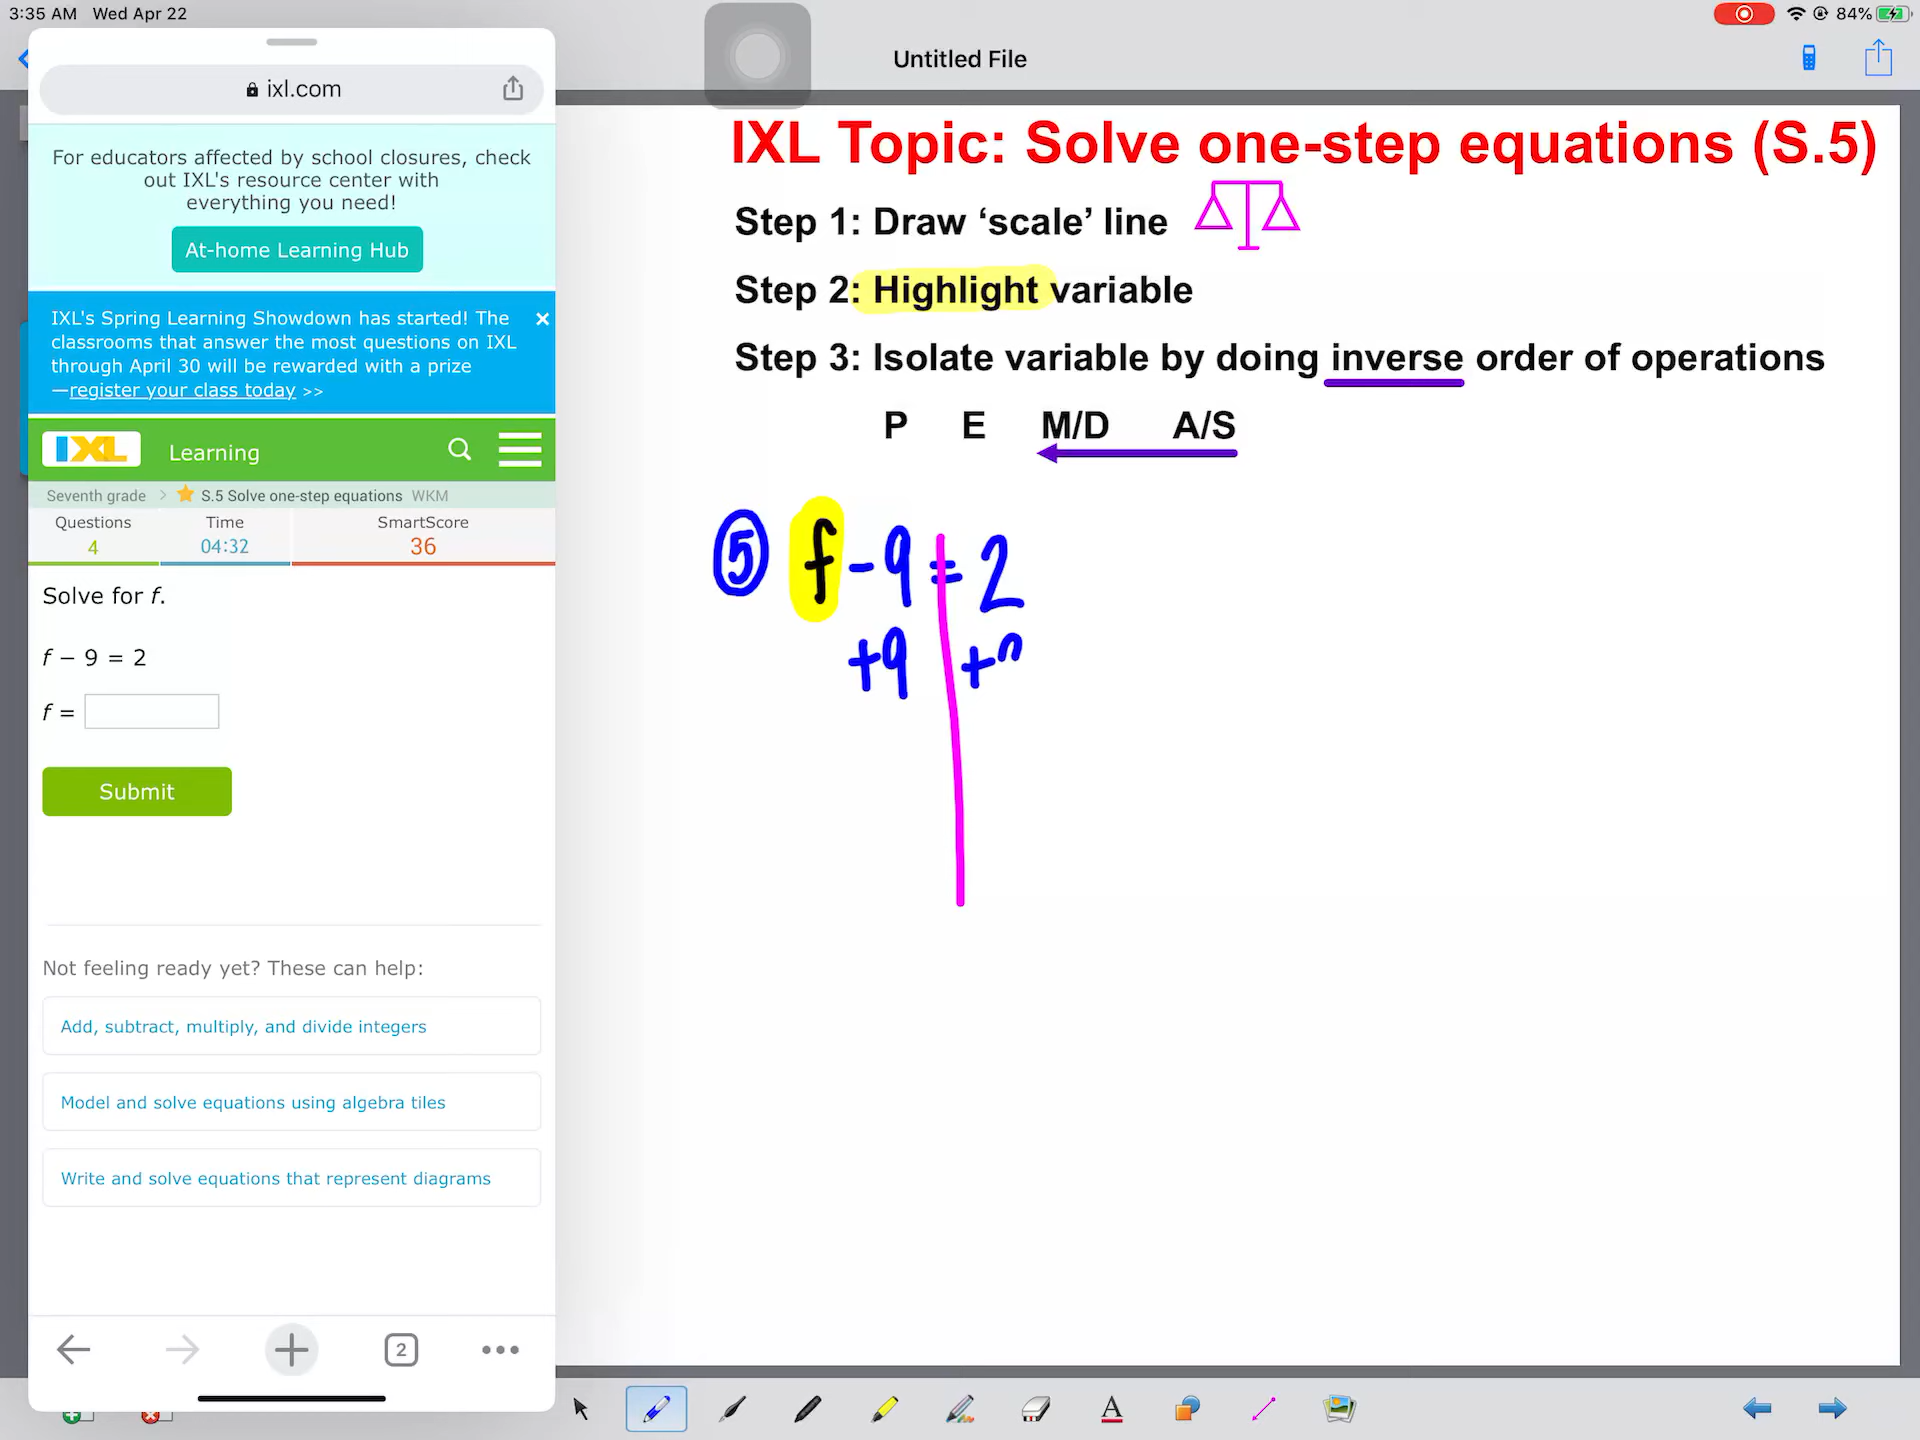 3:35 AM Wed Apr 22
84%
Untitled File
ixl.com
For educators affected by school closures, check
out IXL's resource center with
everything you need!
At-home Learning Hub
IXL's Spring Learning Showdown has started! The
classrooms that answer the most questions on IXL
through April 30 will be rewarded with a prize
—register your class today >>
IXL Learning
Seventh grade > S.5 Solve one-step equations WKM
Questions Time SmartScore
4 04:32 36
Solve for f.
f − 9 = 2
f =
Submit
Not feeling ready yet? These can help:
Add, subtract, multiply, and divide integers
Model and solve equations using algebra tiles
Write and solve equations that represent diagrams
2
IXL Topic: Solve one-step equations (S.5)
Step 1: Draw ‘scale’ line
Step 2: Highlight variable
Step 3: Isolate variable by doing inverse order of operations
P E M/D A/S
5 f - 9 = 2
+9 +
A